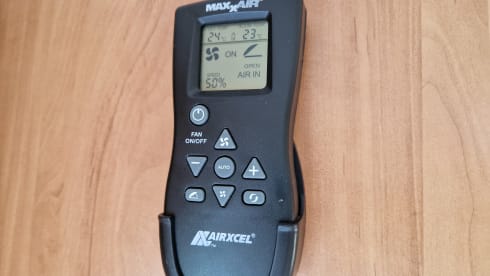 MAXXAIR®
24°C 23°C
ON
OPEN
SPEED AIR IN
50%
FAN
ON/OFF
− AUTO +
AIRXCEL®